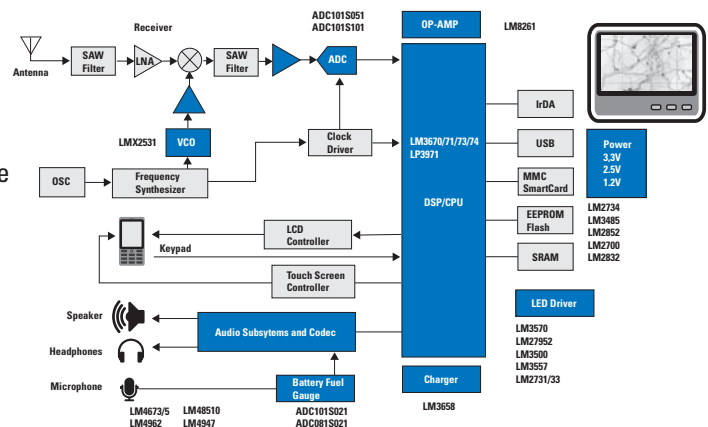 Receiver
ADC101S051
ADC101S101
OP-AMP
LM8261
Antenna
SAW
Filter
LNA
SAW
Filter
ADC
LMX2531
VCO
Clock
Driver
LM3670/71/73/74
LP3971
DSP/CPU
IrDA
USB
MMC
SmartCard
EEPROM
Flash
SRAM
Power
3,3V
2.5V
1.2V
LM2734
LM3485
LM2852
LM2700
LM2832
e
OSC
Frequency
Synthesizer
LCD
Controller
Keypad
Touch Screen
Controller
Speaker
Headphones
Audio Subsytems and Codec
LED Driver
LM3570
LM27952
LM3500
LM3557
LM2731/33
Microphone
Battery Fuel
Gauge
Charger
LM4673/5 LM48510
LM4962 LM4947
ADC101S021
ADC081S021
LM3658